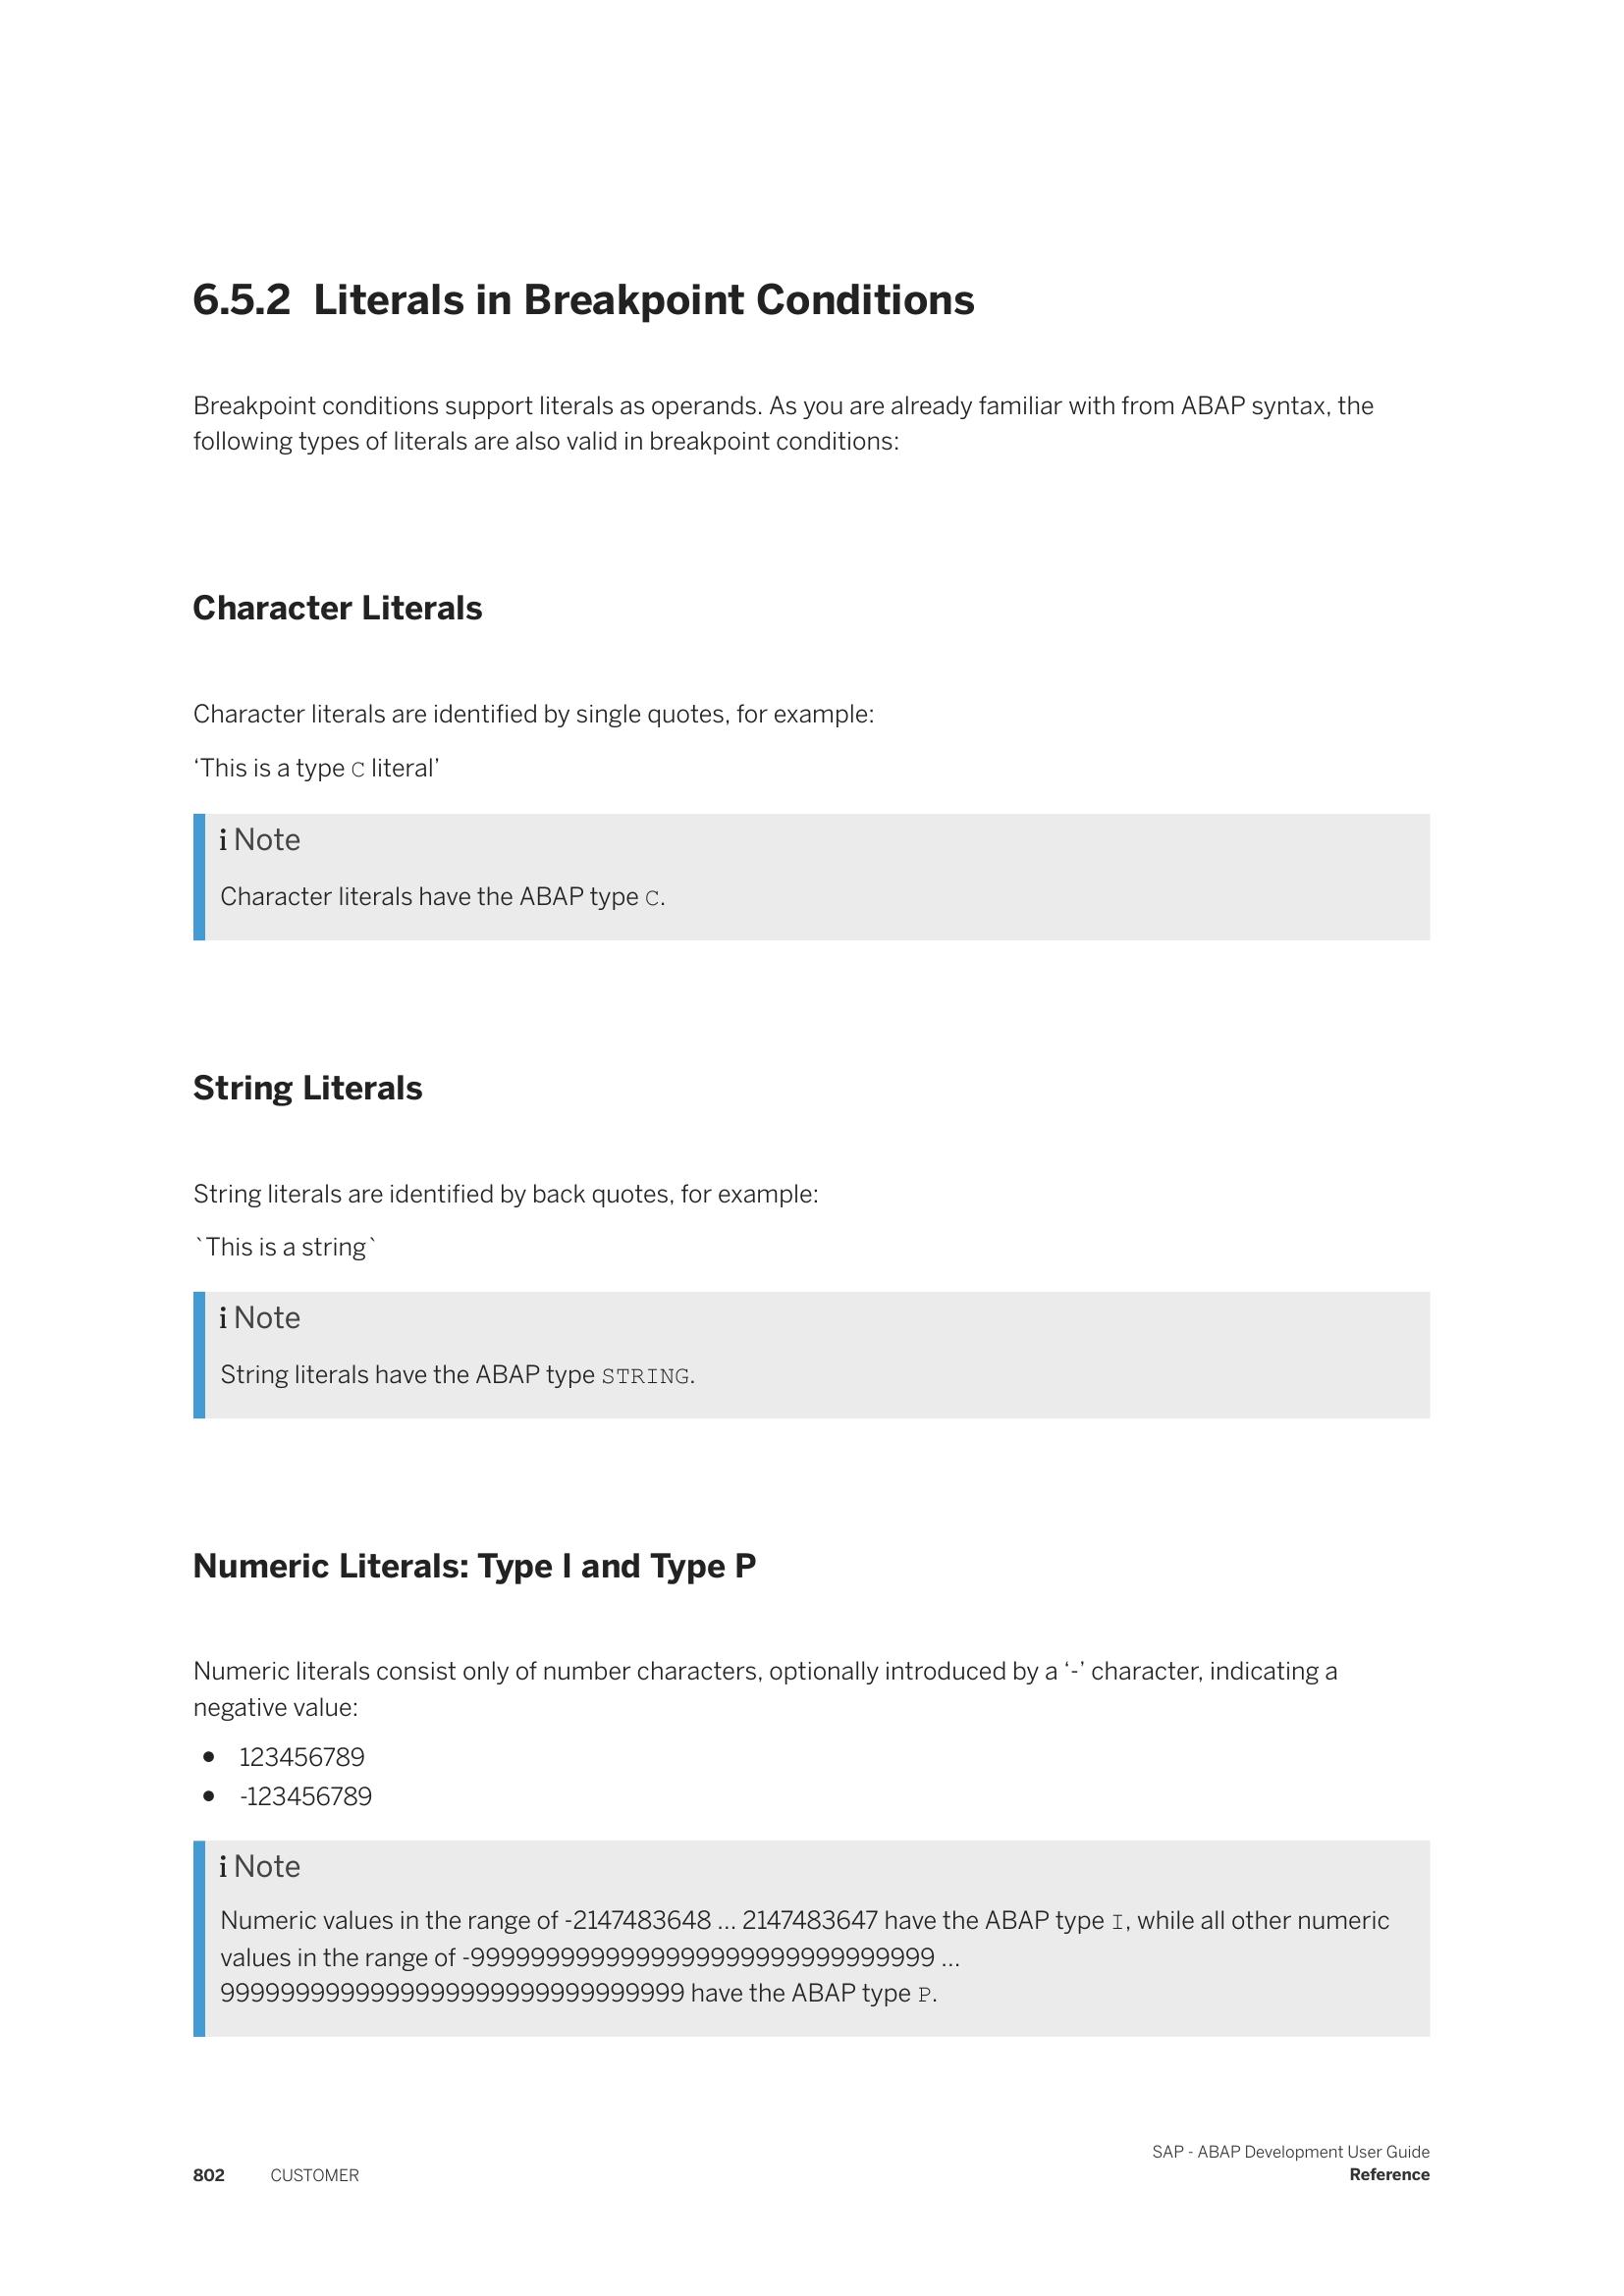 6.5.2 Literals in Breakpoint Conditions
Breakpoint conditions support literals as operands. As you are already familiar with from ABAP syntax, the
following types of literals are also valid in breakpoint conditions:
Character Literals
Character literals are identified by single quotes, for example:
‘This is a type C literal’
i Note
Character literals have the ABAP type C.
String Literals
String literals are identified by back quotes, for example:
`This is a string`
i Note
String literals have the ABAP type STRING.
Numeric Literals: Type I and Type P
Numeric literals consist only of number characters, optionally introduced by a ‘-’ character, indicating a
negative value:
• 123456789
• -123456789
i Note
Numeric values in the range of -2147483648 ... 2147483647 have the ABAP type I, while all other numeric
values in the range of -9999999999999999999999999999999 ...
9999999999999999999999999999999 have the ABAP type P.
SAP - ABAP Development User Guide
802 CUSTOMER Reference